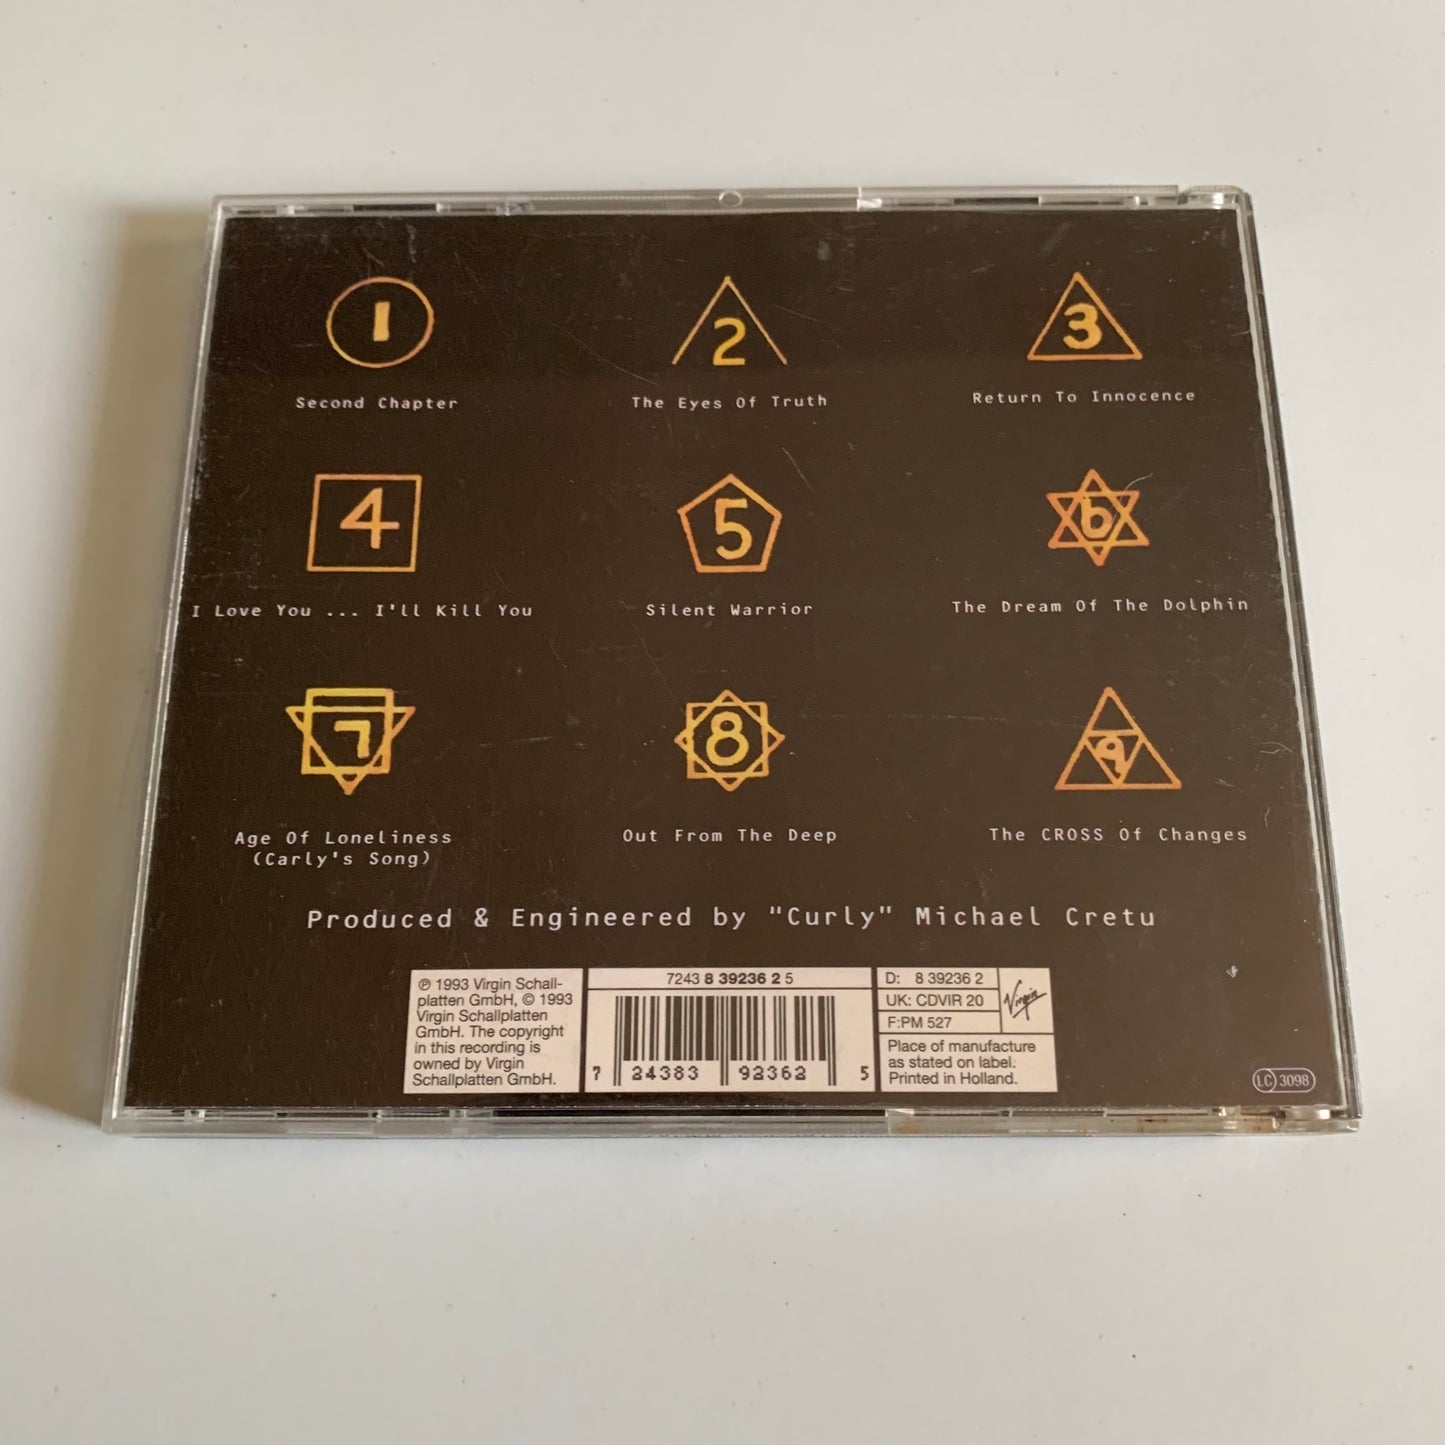 1
2
3
Second Chapter
The Eyes Of Truth
Return To Innocence
4
5
6
I Love You ... I'll Kill You
Silent Warrior
The Dream Of The Dolphin
7
8
9
Age Of Loneliness
(Carly's Song)
Out From The Deep
The CROSS Of Changes
Produced & Engineered by "Curly" Michael Cretu
℗ 1993 Virgin Schall-
platten GmbH, © 1993
Virgin Schallplatten
GmbH. The copyright
in this recording is
owned by Virgin
Schallplatten GmbH.
7243 8 39236 2 5
7 24383 92362 5
D: 8 39236 2
UK: CDVIR 20
F:PM 527
Virgin
Place of manufacture
as stated on label.
Printed in Holland.
LC 3098